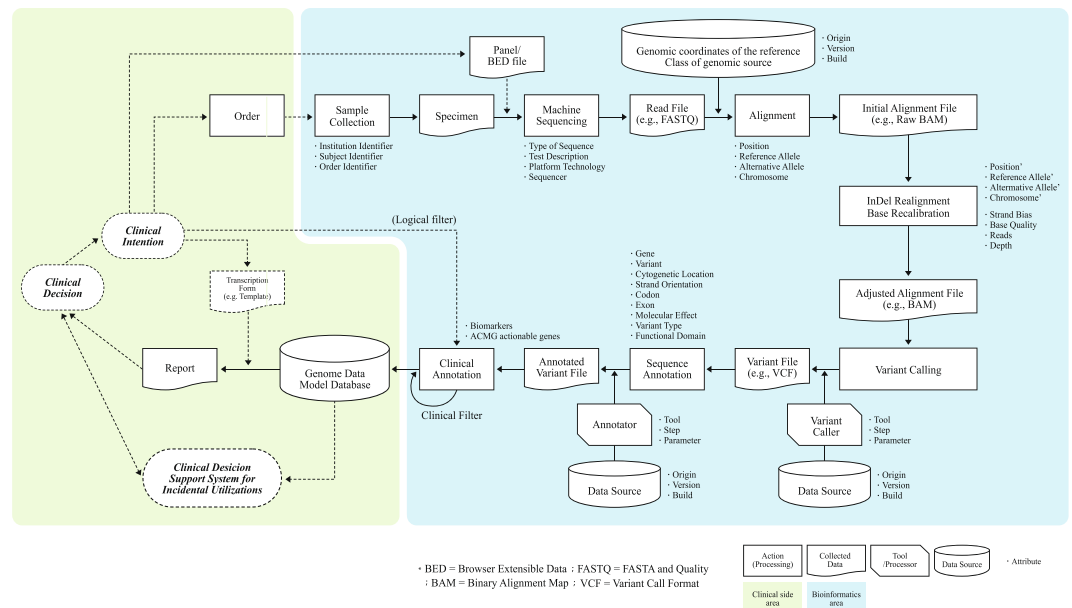 Panel/
BED file
Genomic coordinates of the reference
Class of genomic source
· Origin
· Version
· Build
Order
Sample
Collection
Specimen
Machine
Sequencing
Read File
(e.g., FASTQ)
Alignment
Initial Alignment File
(e.g., Raw BAM)
· Institution Identifier
· Subject Identifier
· Order Identifier
· Type of Sequence
· Test Description
· Platform Technology
· Sequencer
· Position
· Reference Allele
· Alternative Allele
· Chromosome
InDel Realignment
Base Recalibration
· Position’
· Reference Allele’
· Alternative Allele’
· Chromosome’
· Strand Bias
· Base Quality
· Reads
· Depth
Clinical
Intention
(Logical filter)
Clinical
Decision
Transcription
Form
(e.g. Template)
· Gene
· Variant
· Cytogenetic Location
· Strand Orientation
· Codon
· Exon
· Molecular Effect
· Variant Type
· Functional Domain
Adjusted Alignment File
(e.g., BAM)
· Biomarkers
· ACMG actionable genes
Report
Genome Data
Model Database
Clinical
Annotation
Annotated
Variant File
Sequence
Annotation
Variant File
(e.g., VCF)
Variant Calling
Clinical Filter
Annotator
· Tool
· Step
· Parameter
Variant
Caller
· Tool
· Step
· Parameter
Clinical Desicion
Support System for
Incidental Utilizations
Data Source
· Origin
· Version
· Build
Data Source
· Origin
· Version
· Build
* BED = Browser Extensible Data ; FASTQ = FASTA and Quality
; BAM = Binary Alignment Map ; VCF = Variant Call Format
Action
(Processing)
Collected
Data
Tool
/Processor
Data Source
· Attribute
Clinical side
area
Bioinformatics
area